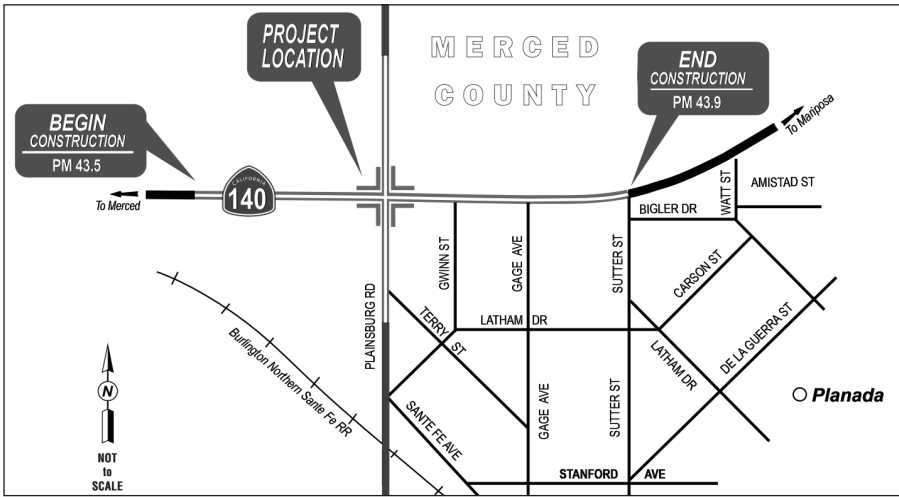 PROJECT
LOCATION
MERCED
COUNTY
END
CONSTRUCTION
PM 43.9
BEGIN
CONSTRUCTION
PM 43.5
To Mariposa
To Merced
CALIFORNIA
140
AMISTAD ST
WATT ST
BIGLER DR
GWINN ST
GAGE AVE
SUTTER ST
CARSON ST
PLAINSBURG RD
TERRY ST
LATHAM DR
DE LA GUERRA ST
LATHAM DR
Burlington Northern Sante Fe RR
SANTE FE AVE
GAGE AVE
SUTTER ST
Planada
STANFORD AVE
N
NOT
to
SCALE